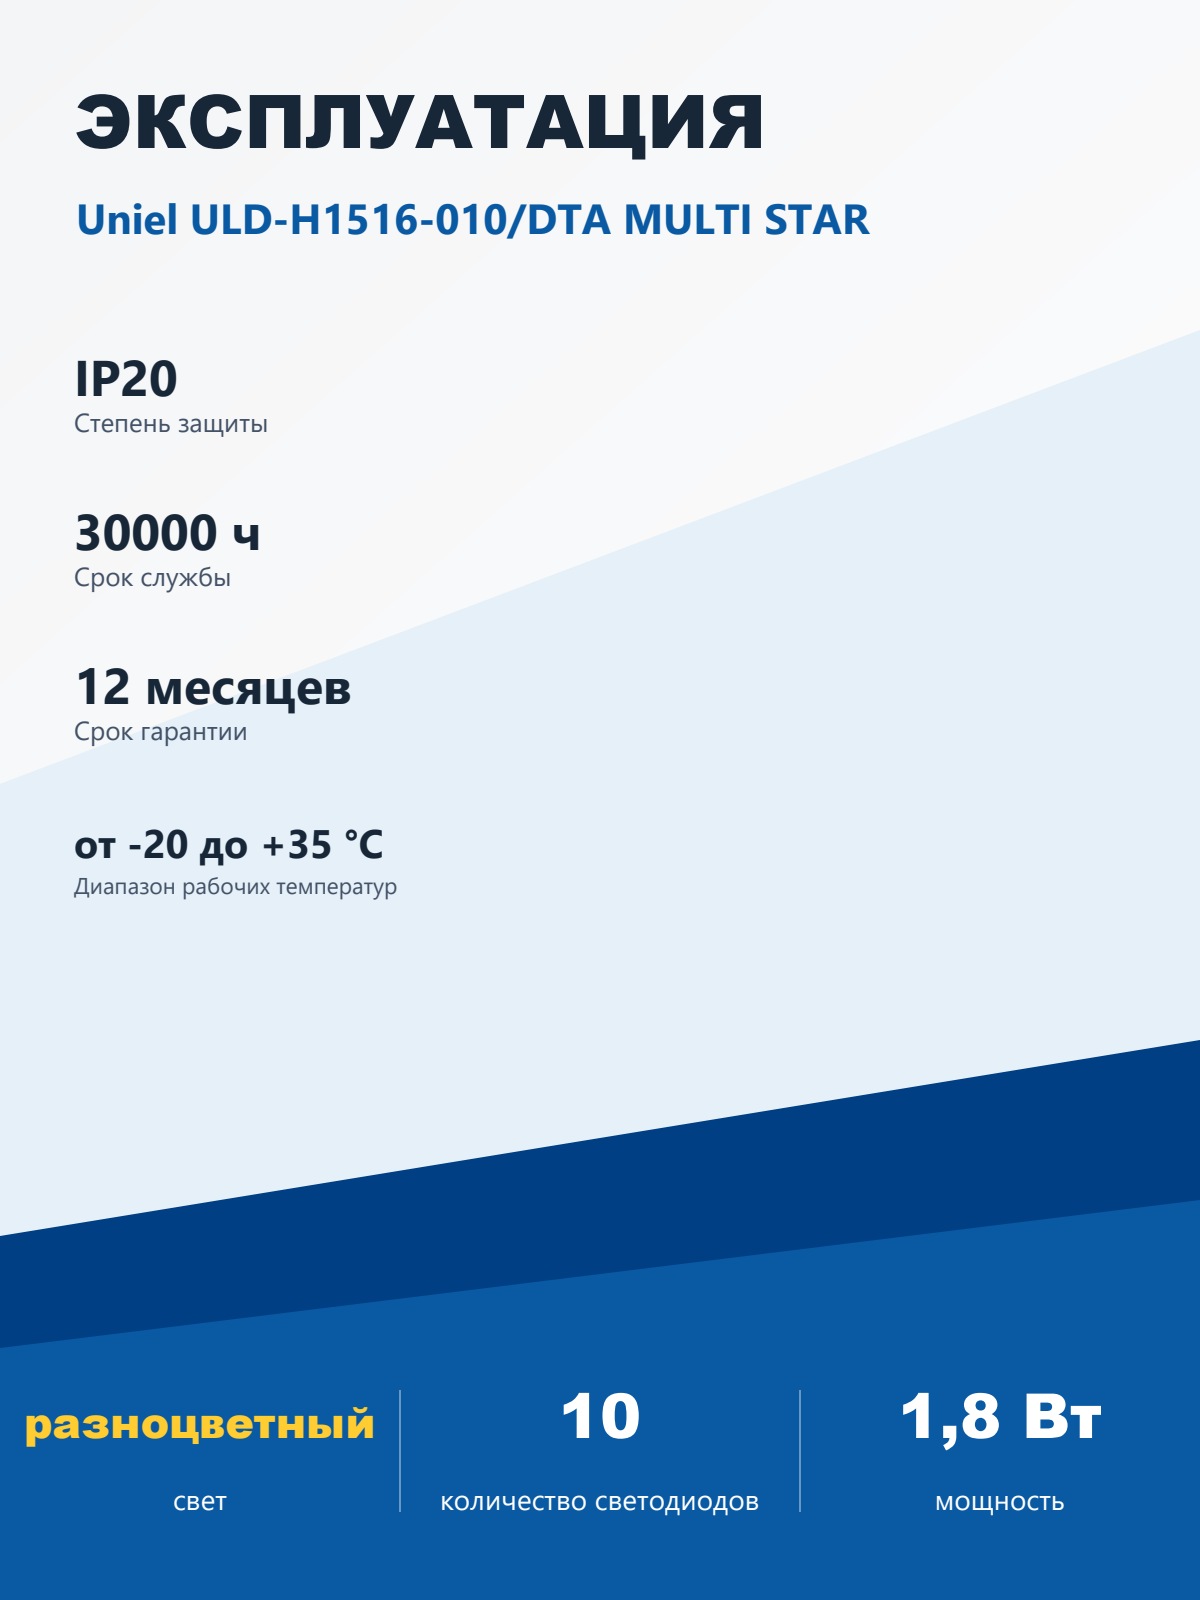 ЭКСПЛУАТАЦИЯ
Uniel ULD-H1516-010/DTA MULTI STAR
IP20
Степень защиты
30000 ч
Срок службы
12 месяцев
Срок гарантии
от -20 до +35 °C
Диапазон рабочих температур
разноцветный
свет
10
количество светодиодов
1,8 Вт
мощность